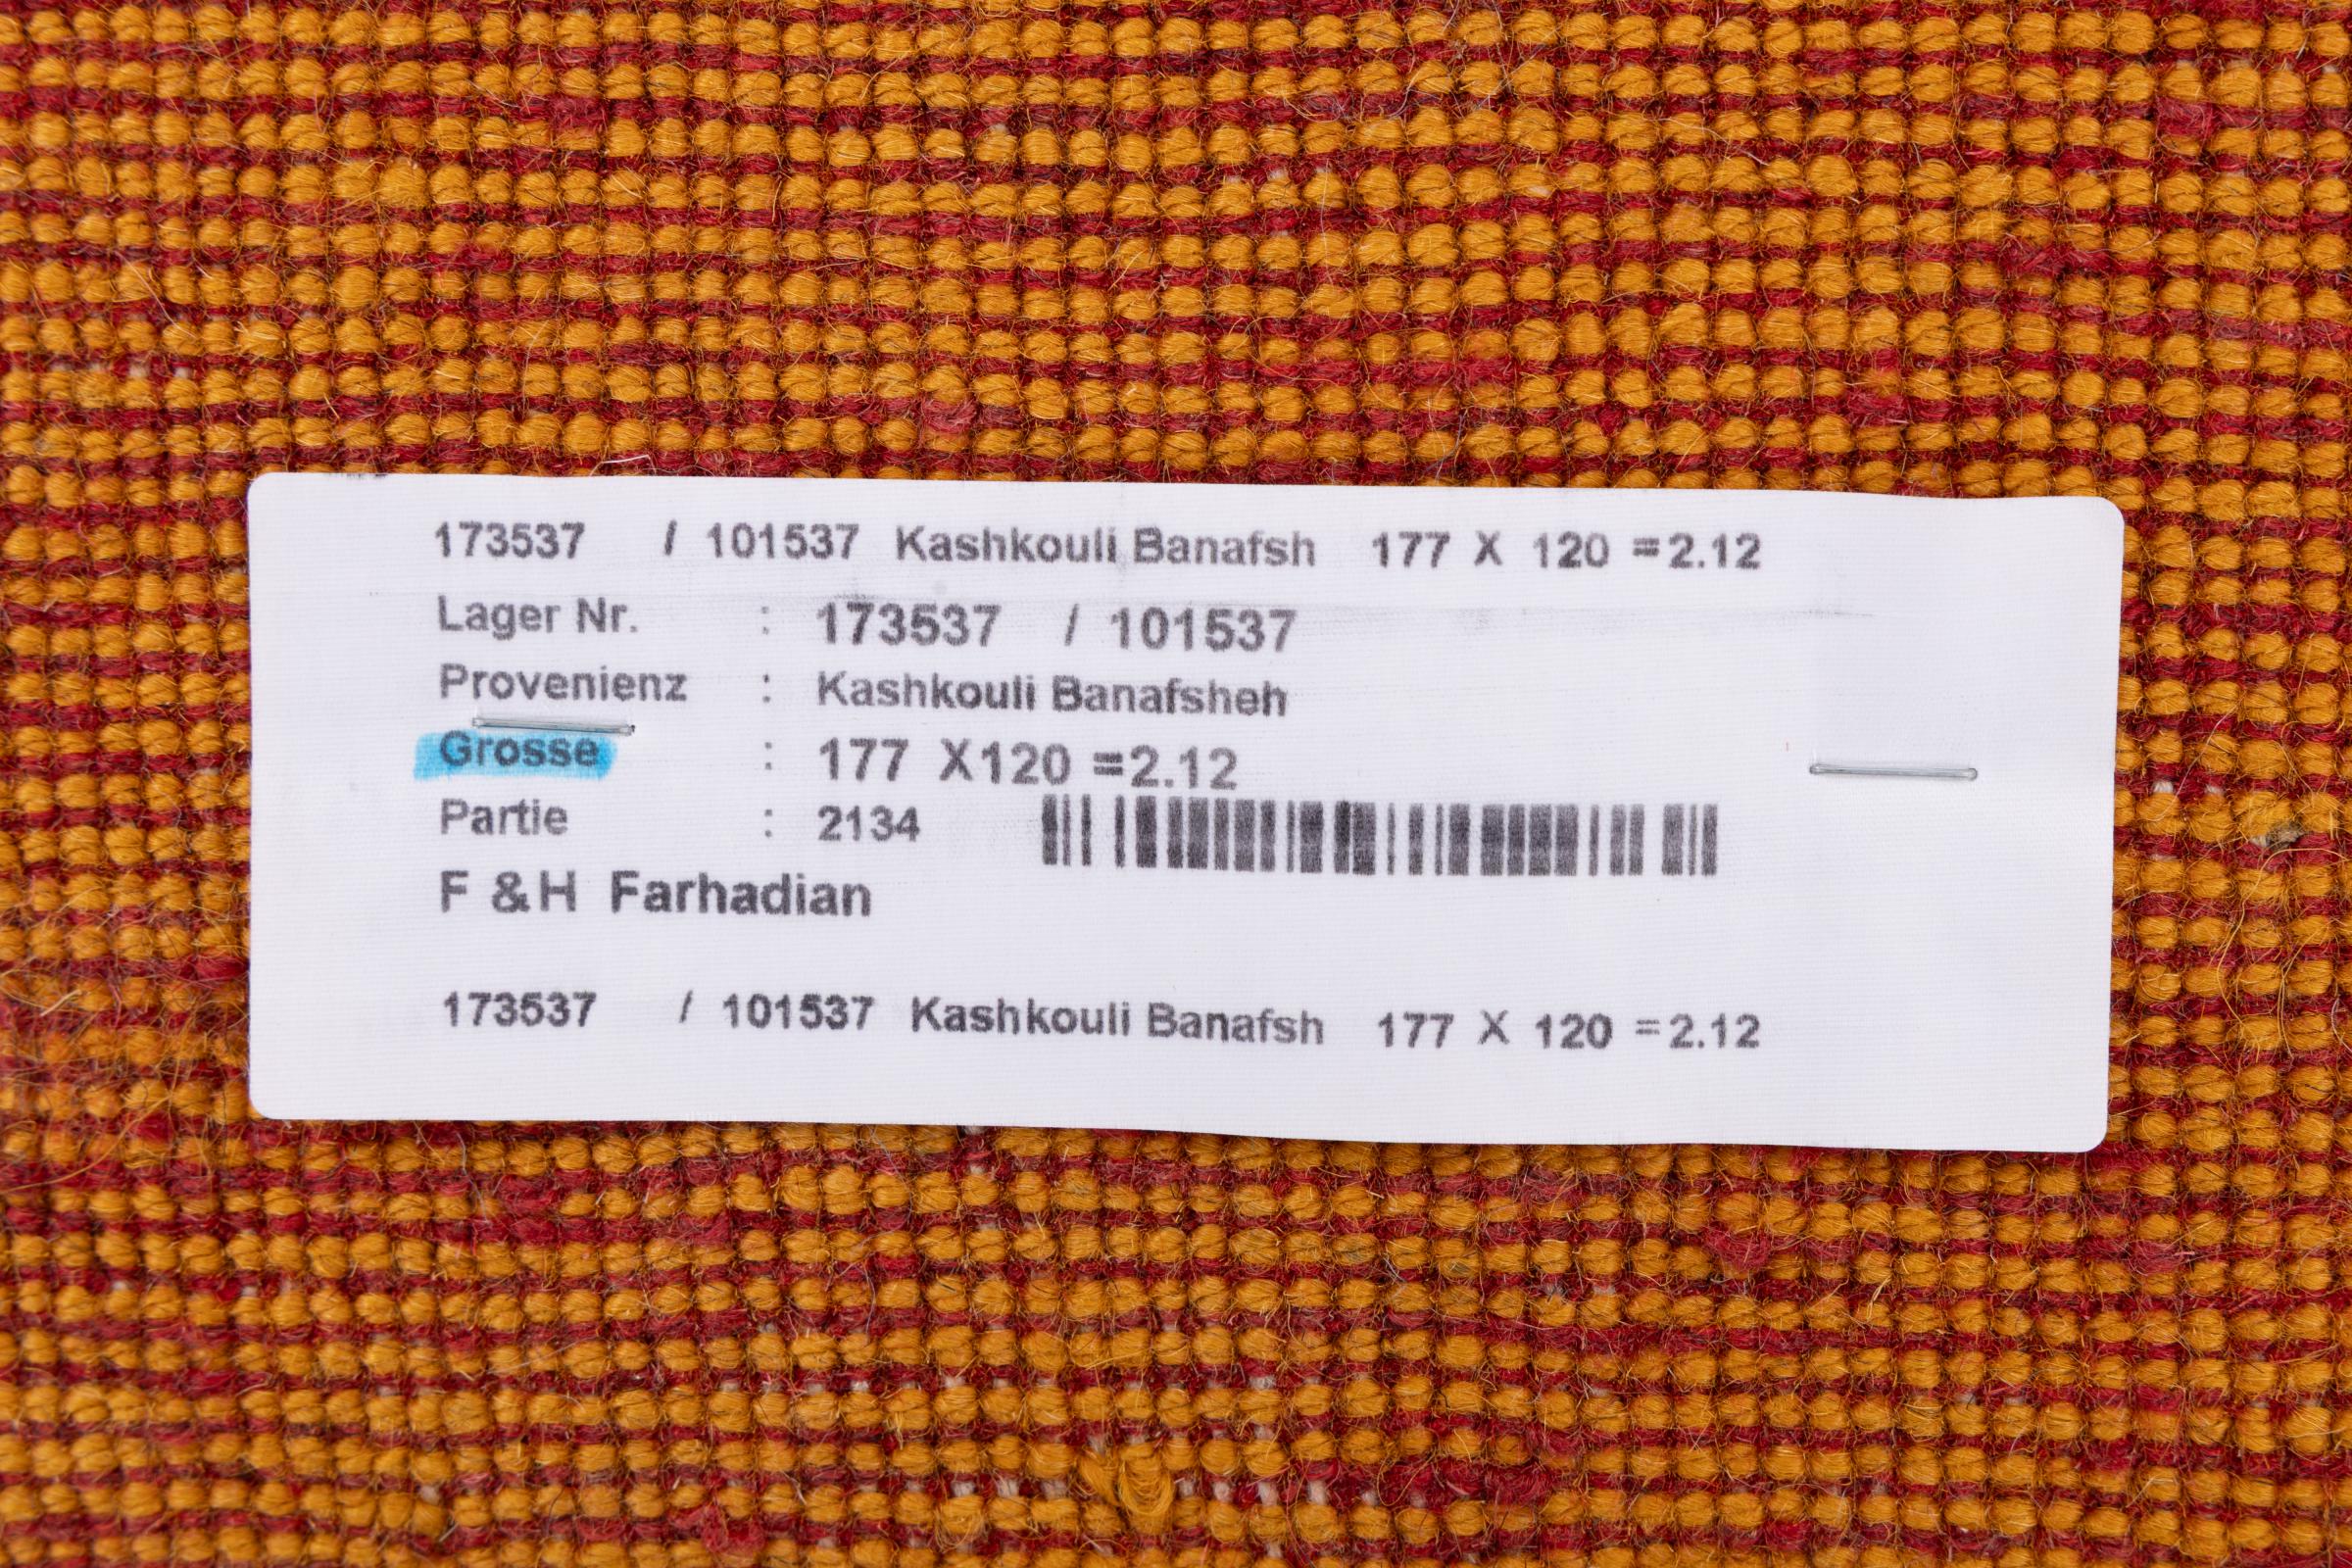 173537 / 101537 Kashkouli Banafsh 177 X 120 =2.12
Lager Nr. : 173537 / 101537
Provenienz : Kashkouli Banafsheh
Grosse : 177 X120 =2.12
Partie : 2134
F &H Farhadian
173537 / 101537 Kashkouli Banafsh 177 X 120 =2.12